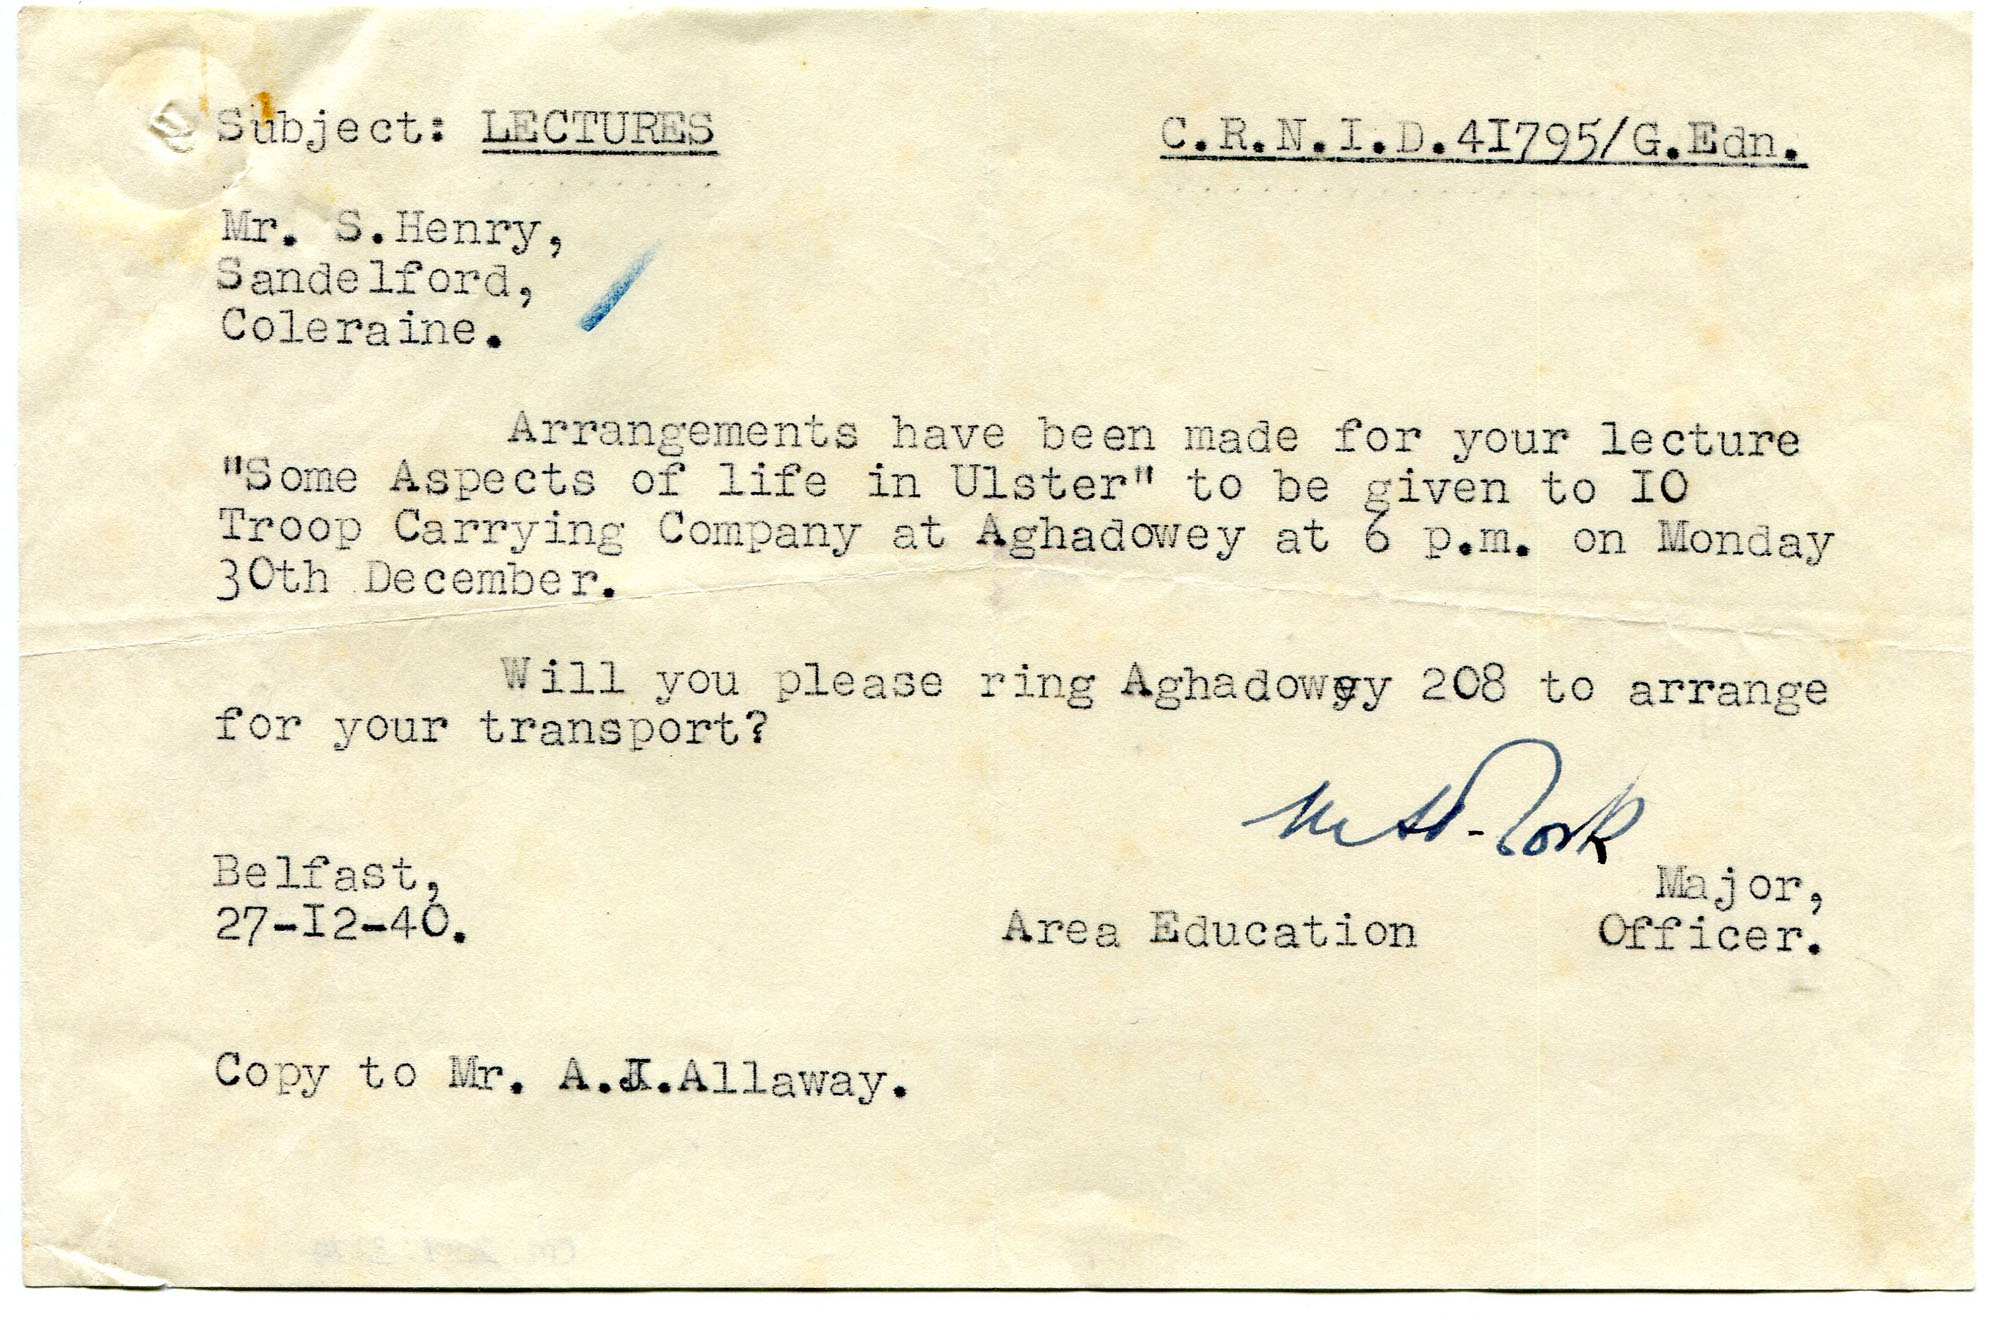 Subject: LECTURES
C.R.N.I.D.4I795/G.Edn.
Mr. S.Henry,
Sandelford,
Coleraine.
Arrangements have been made for your lecture
"Some Aspects of life in Ulster" to be given to IO
Troop Carrying Company at Aghadowey at 6 p.m. on Monday
30th December.
Will you please ring Aghadowey 208 to arrange
for your transport?
Major,
Belfast,
27-I2-40.
Area Education Officer.
Copy to Mr. A.J.Allaway.